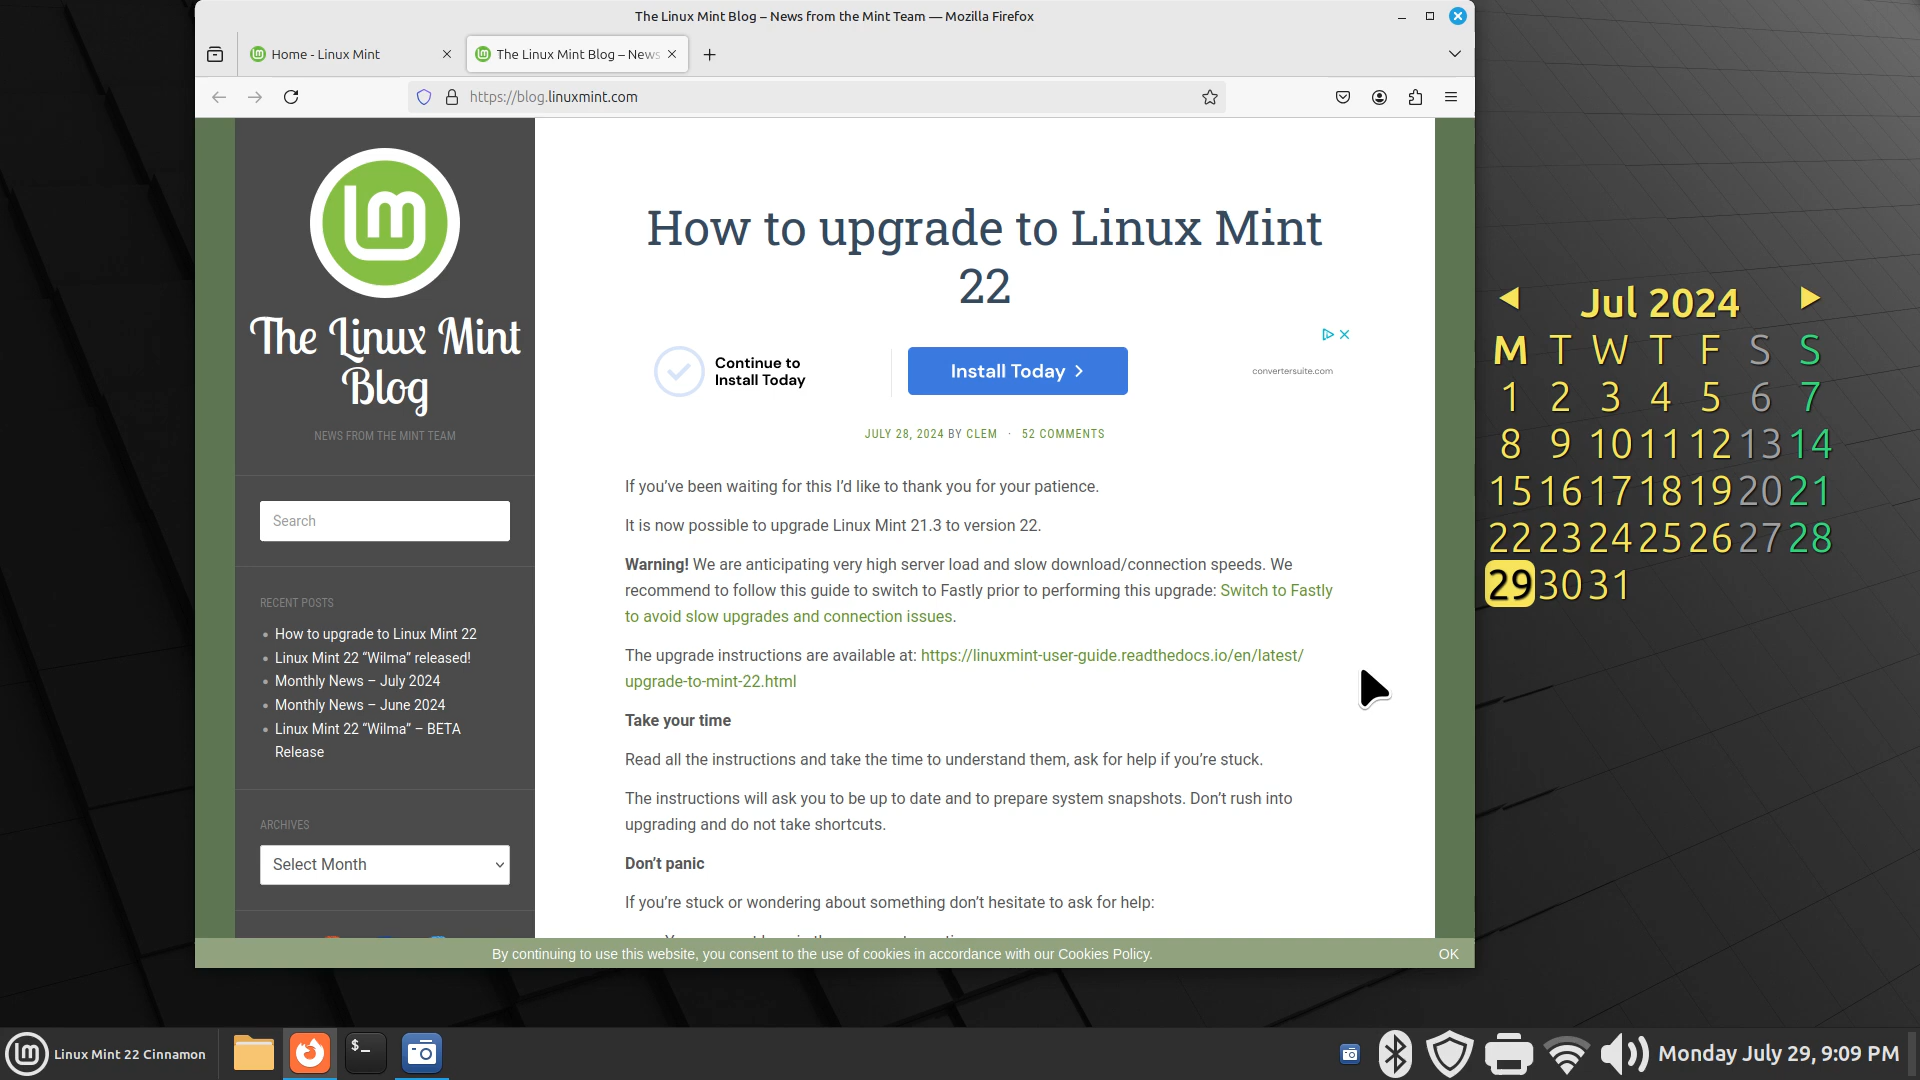 The Linux Mint Blog – News from the Mint Team — Mozilla Firefox
Home - Linux Mint
The Linux Mint Blog – News
https://blog.linuxmint.com
The Linux Mint
Blog
NEWS FROM THE MINT TEAM
Search
RECENT POSTS
How to upgrade to Linux Mint 22
Linux Mint 22 “Wilma” released!
Monthly News – July 2024
Monthly News – June 2024
Linux Mint 22 “Wilma” – BETA
Release
ARCHIVES
Select Month
How to upgrade to Linux Mint
22
Continue to
Install Today
Install Today
convertersuite.com
JULY 28, 2024 BY CLEM · 52 COMMENTS
If you’ve been waiting for this I’d like to thank you for your patience.
It is now possible to upgrade Linux Mint 21.3 to version 22.
Warning! We are anticipating very high server load and slow download/connection speeds. We
recommend to follow this guide to switch to Fastly prior to performing this upgrade: Switch to Fastly
to avoid slow upgrades and connection issues.
The upgrade instructions are available at: https://linuxmint-user-guide.readthedocs.io/en/latest/
upgrade-to-mint-22.html
Take your time
Read all the instructions and take the time to understand them, ask for help if you’re stuck.
The instructions will ask you to be up to date and to prepare system snapshots. Don’t rush into
upgrading and do not take shortcuts.
Don’t panic
If you’re stuck or wondering about something don’t hesitate to ask for help:
By continuing to use this website, you consent to the use of cookies in accordance with our Cookies Policy.
OK
Jul 2024
M T W T F S S
1 2 3 4 5 6 7
8 9 10 11 12 13 14
15 16 17 18 19 20 21
22 23 24 25 26 27 28
29 30 31
Linux Mint 22 Cinnamon
$_
Monday July 29, 9:09 PM